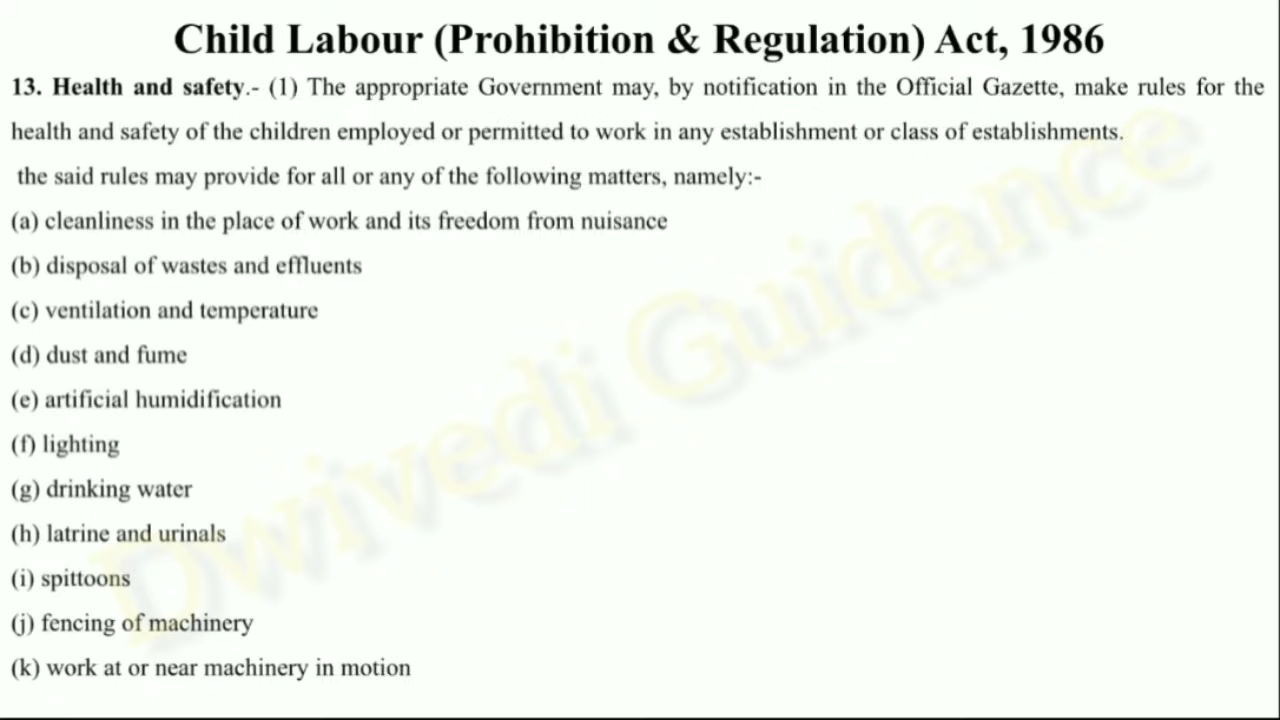 Child Labour (Prohibition & Regulation) Act, 1986
13. Health and safety.- (1) The appropriate Government may, by notification in the Official Gazette, make rules for the
health and safety of the children employed or permitted to work in any establishment or class of establishments.
the said rules may provide for all or any of the following matters, namely:-
(a) cleanliness in the place of work and its freedom from nuisance
(b) disposal of wastes and effluents
(c) ventilation and temperature
(d) dust and fume
(e) artificial humidification
(f) lighting
(g) drinking water
(h) latrine and urinals
(i) spittoons
(j) fencing of machinery
(k) work at or near machinery in motion
Dwivedi Guidance